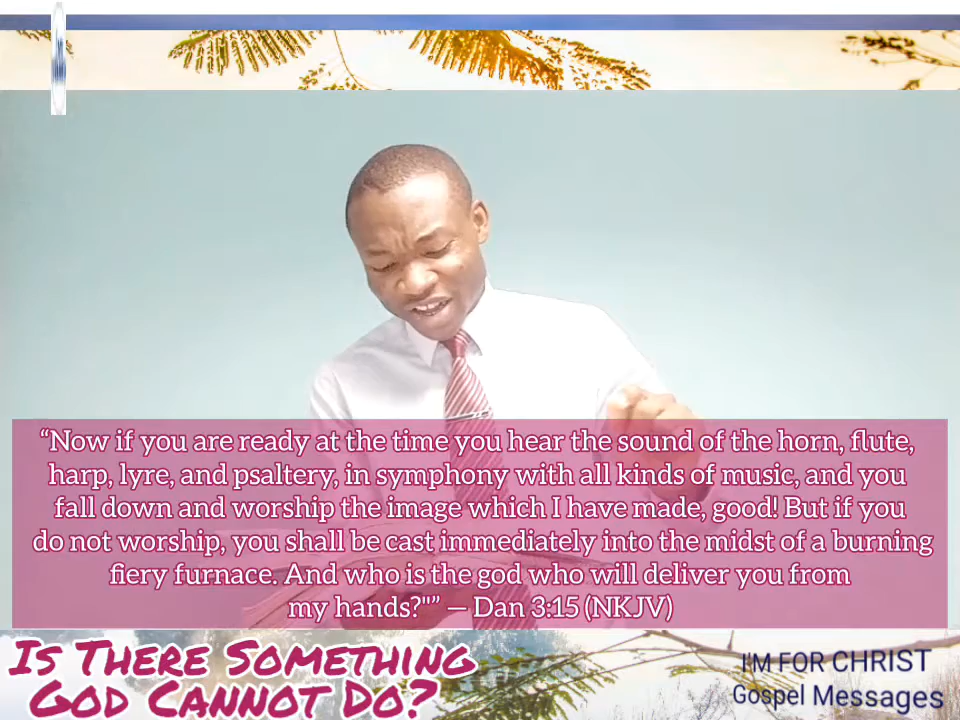 “Now if you are ready at the time you hear the sound of the horn, flute,
harp, lyre, and psaltery, in symphony with all kinds of music, and you
fall down and worship the image which I have made, good! But if you
do not worship, you shall be cast immediately into the midst of a burning
fiery furnace. And who is the god who will deliver you from
my hands?"” — Dan 3:15 (NKJV)
Is There Something
God Cannot Do?
I'M FOR CHRIST
Gospel Messages